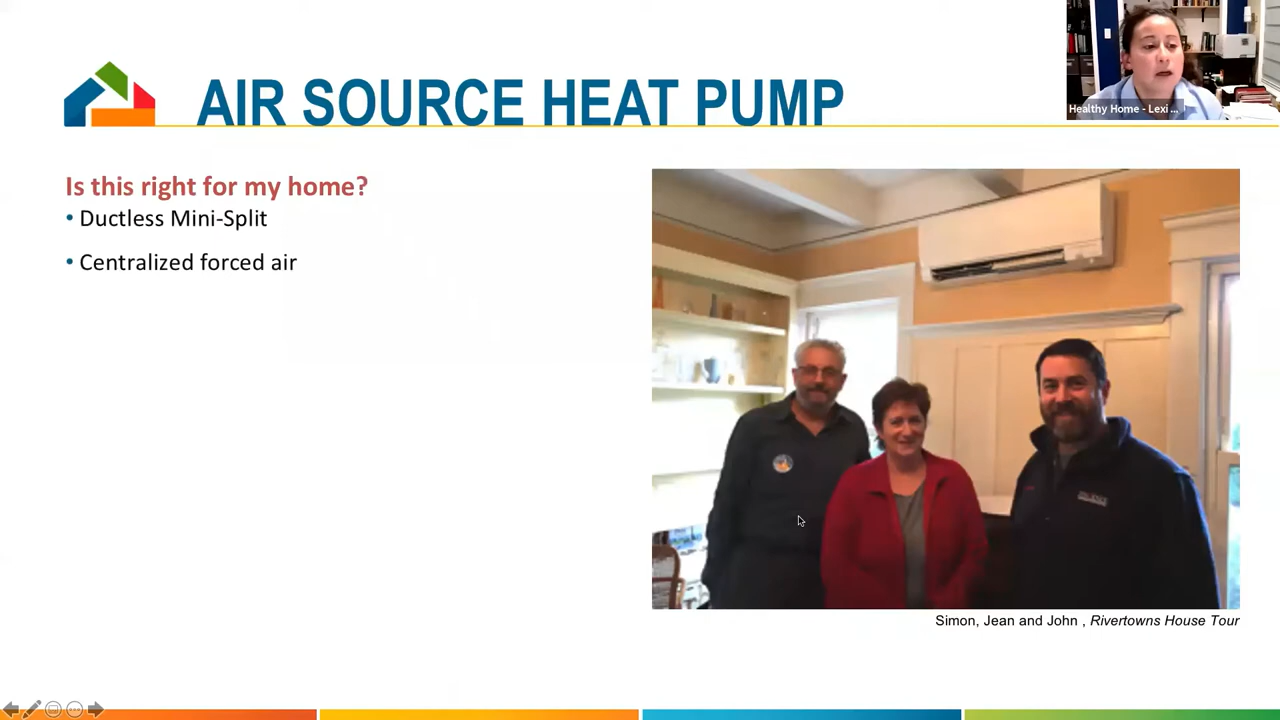 AIR SOURCE HEAT PUMP
Healthy Home - Lexi ...
Is this right for my home?
• Ductless Mini-Split
• Centralized forced air
Simon, Jean and John , Rivertowns House Tour